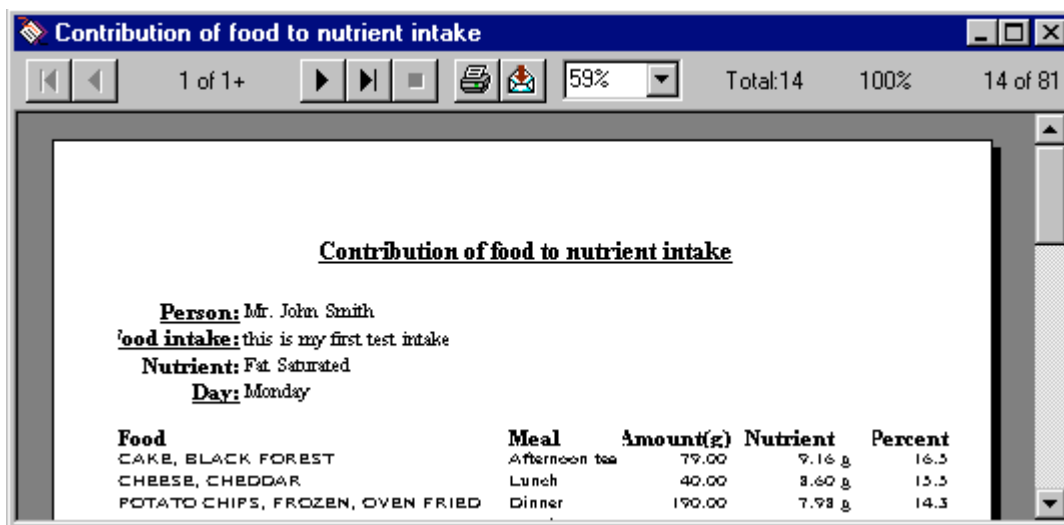 Contribution of food to nutrient intake
1 of 1+ 59% Total:14 100% 14 of 81
Contribution of food to nutrient intake
Person: Mr. John Smith
Food intake: this is my first test intake
Nutrient: Fat Saturated
Day: Monday
Food Meal Amount(g) Nutrient Percent
CAKE, BLACK FOREST Afternoon tea 79.00 9.16 g 16.5
CHEESE, CHEDDAR Lunch 40.00 8.60 g 15.5
POTATO CHIPS, FROZEN, OVEN FRIED Dinner 190.00 7.98 g 14.3